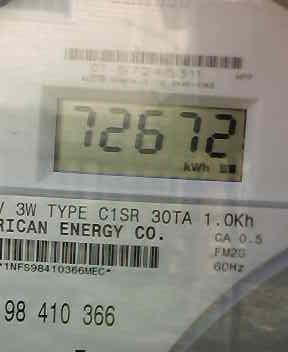 72672
kWh
V 3W TYPE C1SR 30TA 1.0Kh
RICAN ENERGY CO.
CA 0.5
FM2S
60Hz
*1NFS98410366MEC*
98 410 366